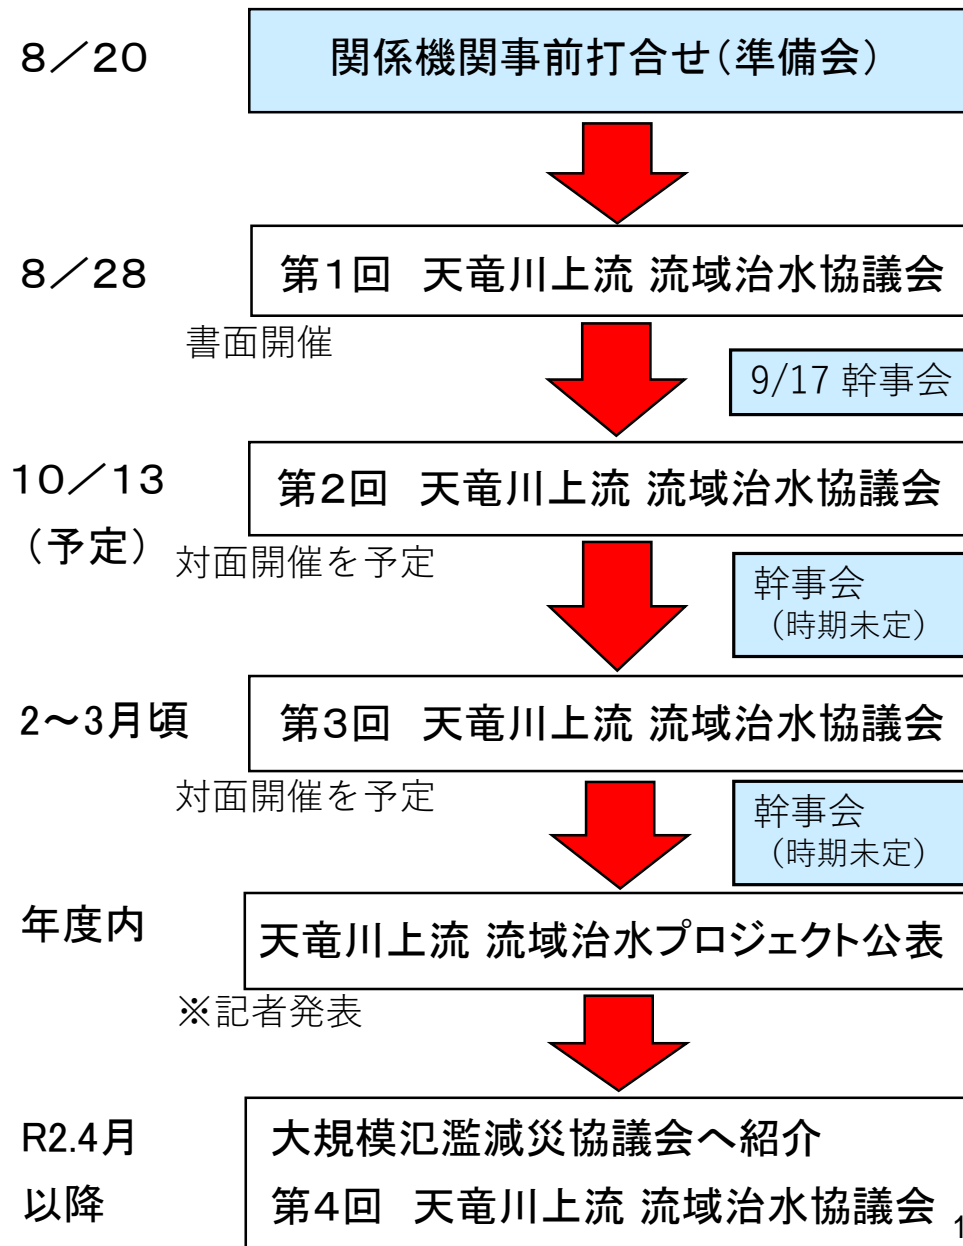 8／20
関係機関事前打合せ（準備会）
8／28
第1回　天竜川上流 流域治水協議会
書面開催
9/17 幹事会
10／13
（予定）
第2回　天竜川上流 流域治水協議会
対面開催を予定
幹事会
（時期未定）
2～3月頃
第3回　天竜川上流 流域治水協議会
対面開催を予定
幹事会
（時期未定）
年度内
天竜川上流 流域治水プロジェクト公表
※記者発表
R2.4月
以降
大規模氾濫減災協議会へ紹介
第4回　天竜川上流 流域治水協議会
1